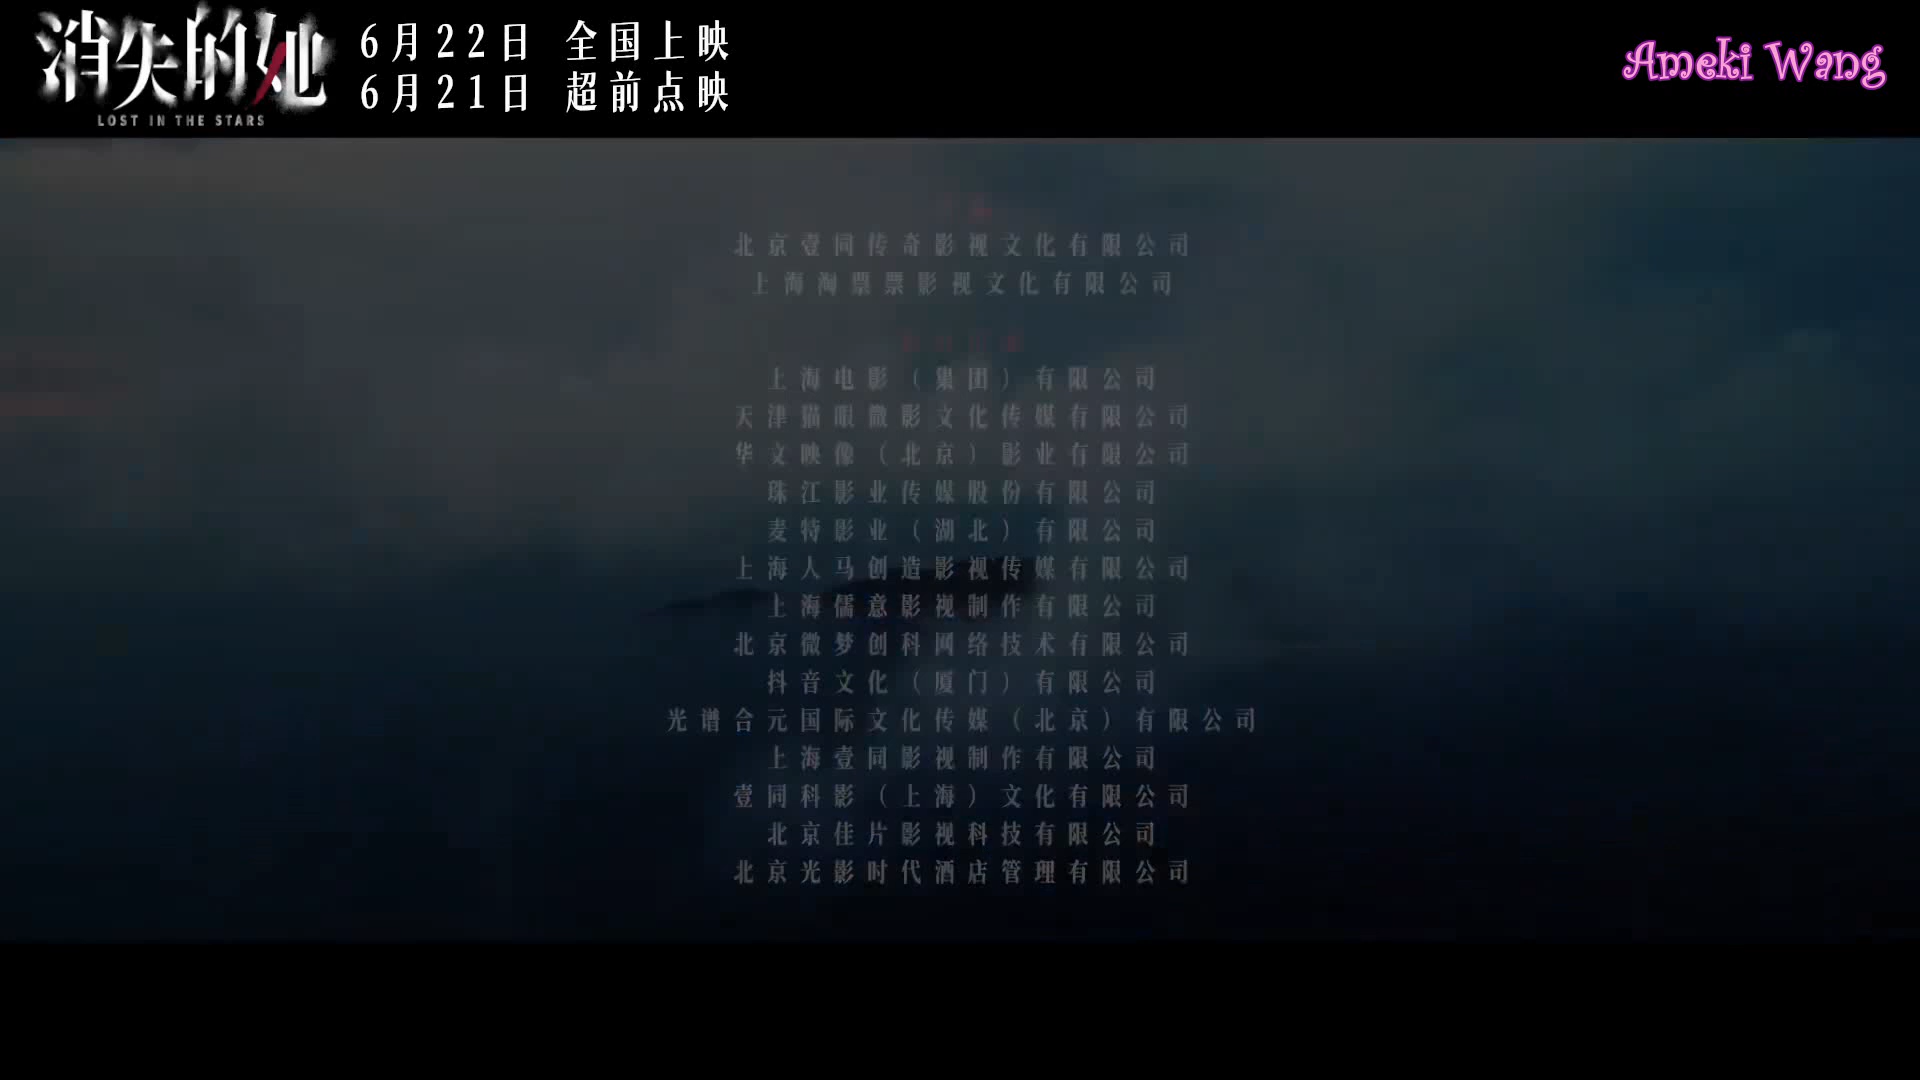 消失的她
LOST IN THE STARS
6月22日 全国上映
6月21日 超前点映
Ameki Wang
北京壹同传奇影视文化有限公司
上海淘票票影视文化有限公司
上海电影（集团）有限公司
天津猫眼微影文化传媒有限公司
华文映像（北京）影业有限公司
珠江影业传媒股份有限公司
麦特影业（湖北）有限公司
上海人马创造影视传媒有限公司
上海儒意影视制作有限公司
北京微梦创科网络技术有限公司
抖音文化（厦门）有限公司
光谱合元国际文化传媒（北京）有限公司
上海壹同影视制作有限公司
壹同科影（上海）文化有限公司
北京佳片影视科技有限公司
北京光影时代酒店管理有限公司